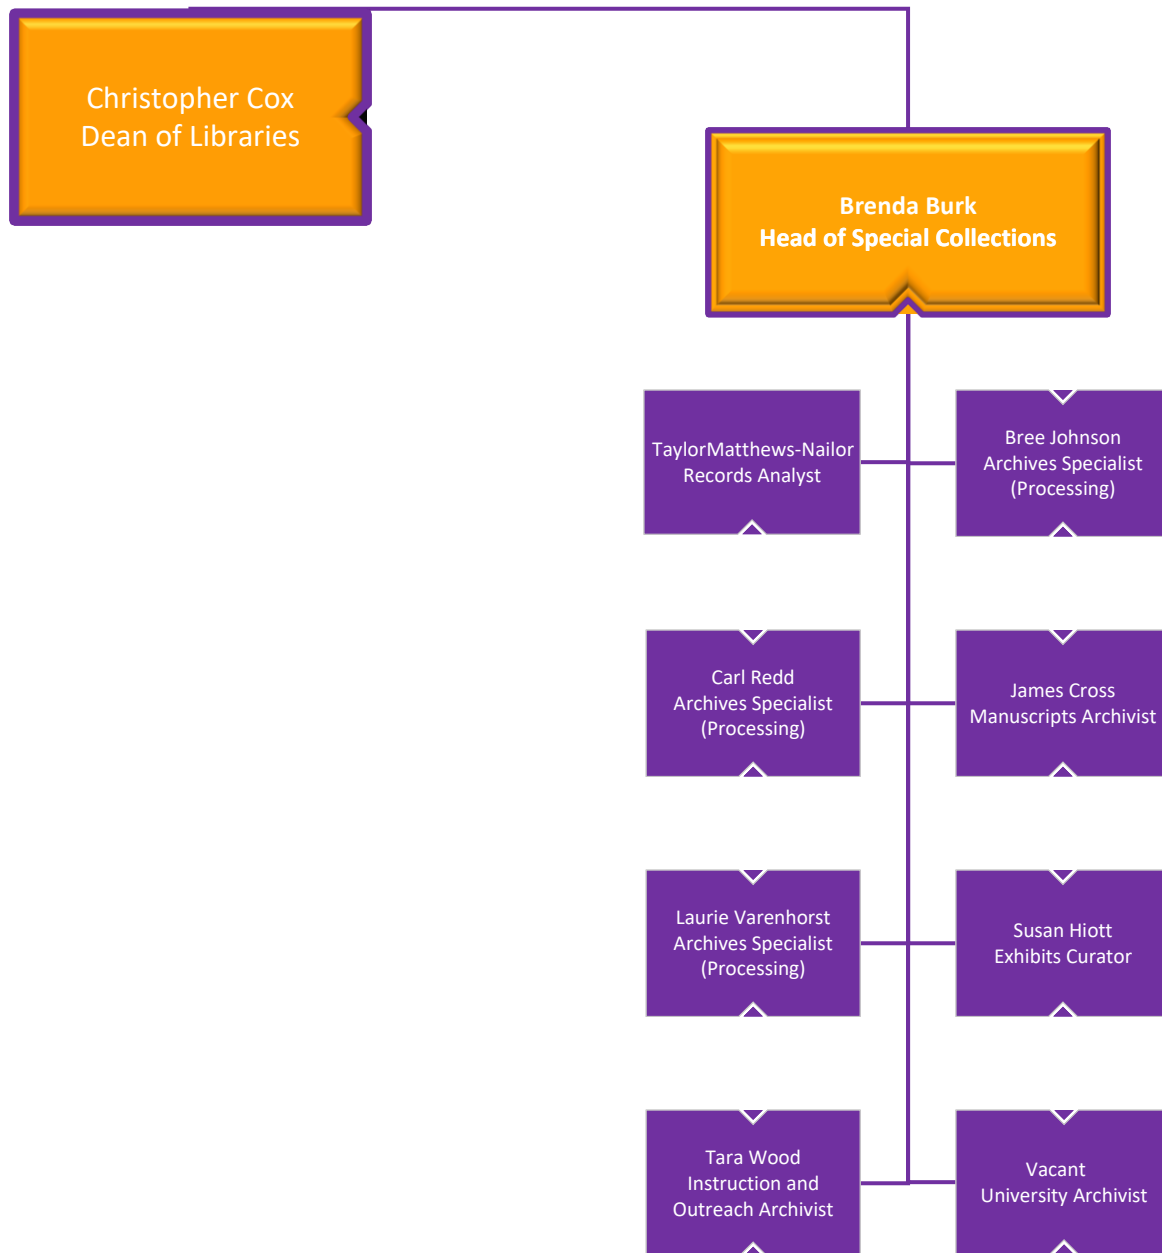 Christopher Cox
Dean of Libraries
Brenda Burk
Head of Special Collections
TaylorMatthews-Nailor
Records Analyst
Bree Johnson
Archives Specialist
(Processing)
Carl Redd
Archives Specialist
(Processing)
James Cross
Manuscripts Archivist
Laurie Varenhorst
Archives Specialist
(Processing)
Susan Hiott
Exhibits Curator
Tara Wood
Instruction and
Outreach Archivist
Vacant
University Archivist